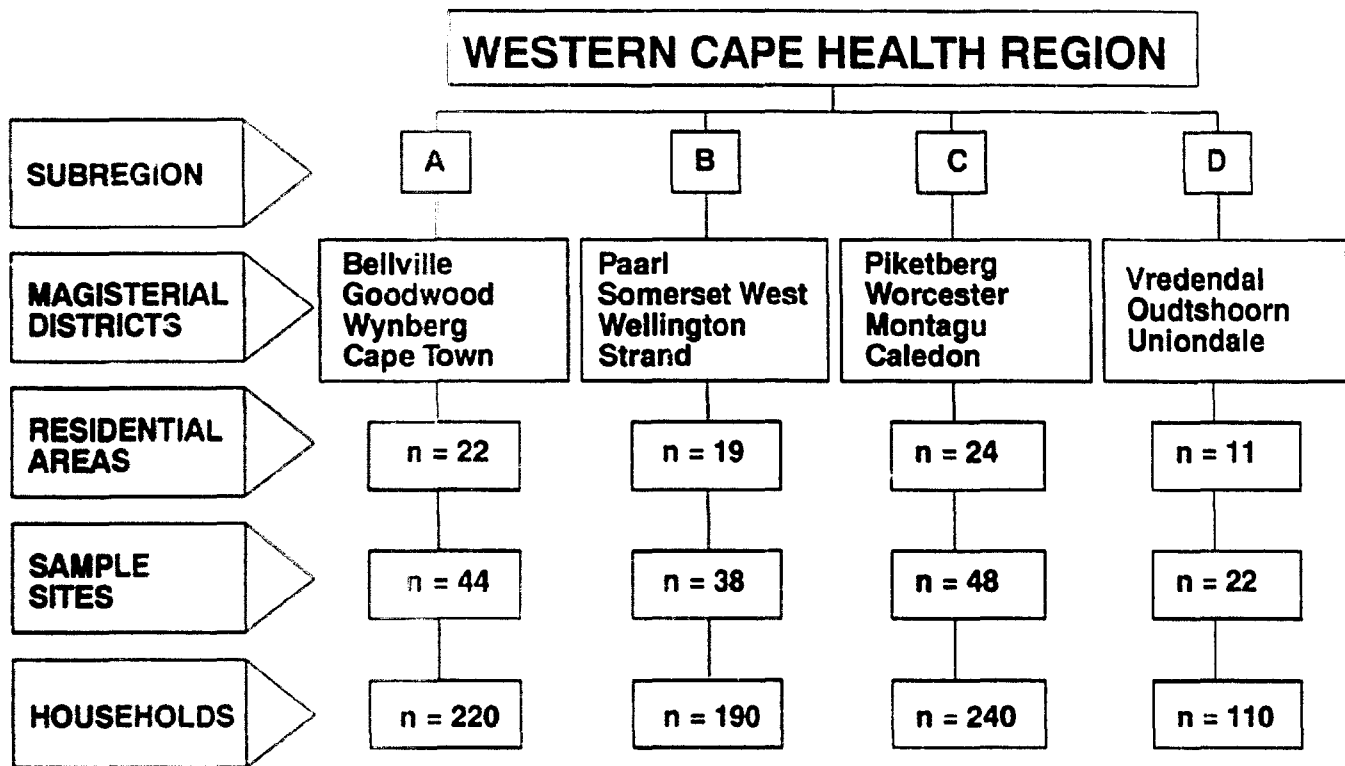 WESTERN CAPE HEALTH REGION
SUBREGION
A
B
C
D
MAGISTERIAL
DISTRICTS
Bellville
Goodwood
Wynberg
Cape Town
Paarl
Somerset West
Wellington
Strand
Piketberg
Worcester
Montagu
Caledon
Vredendal
Oudtshoorn
Uniondale
RESIDENTIAL
AREAS
n = 22
n = 19
n = 24
n = 11
SAMPLE
SITES
n = 44
n = 38
n = 48
n = 22
HOUSEHOLDS
n = 220
n = 190
n = 240
n = 110